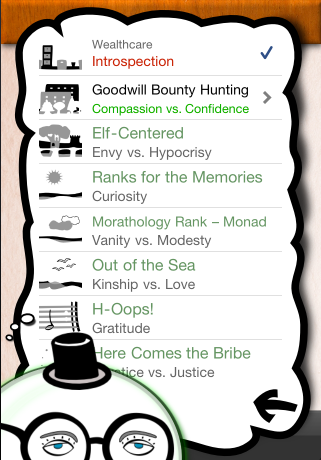 Wealthcare
Introspection
Goodwill Bounty Hunting
Compassion vs. Confidence
Elf-Centered
Envy vs. Hypocrisy
Ranks for the Memories
Curiosity
Morathology Rank – Monad
Vanity vs. Modesty
Out of the Sea
Kinship vs. Love
H-Oops!
Gratitude
Here Comes the Bribe
vs. Justice